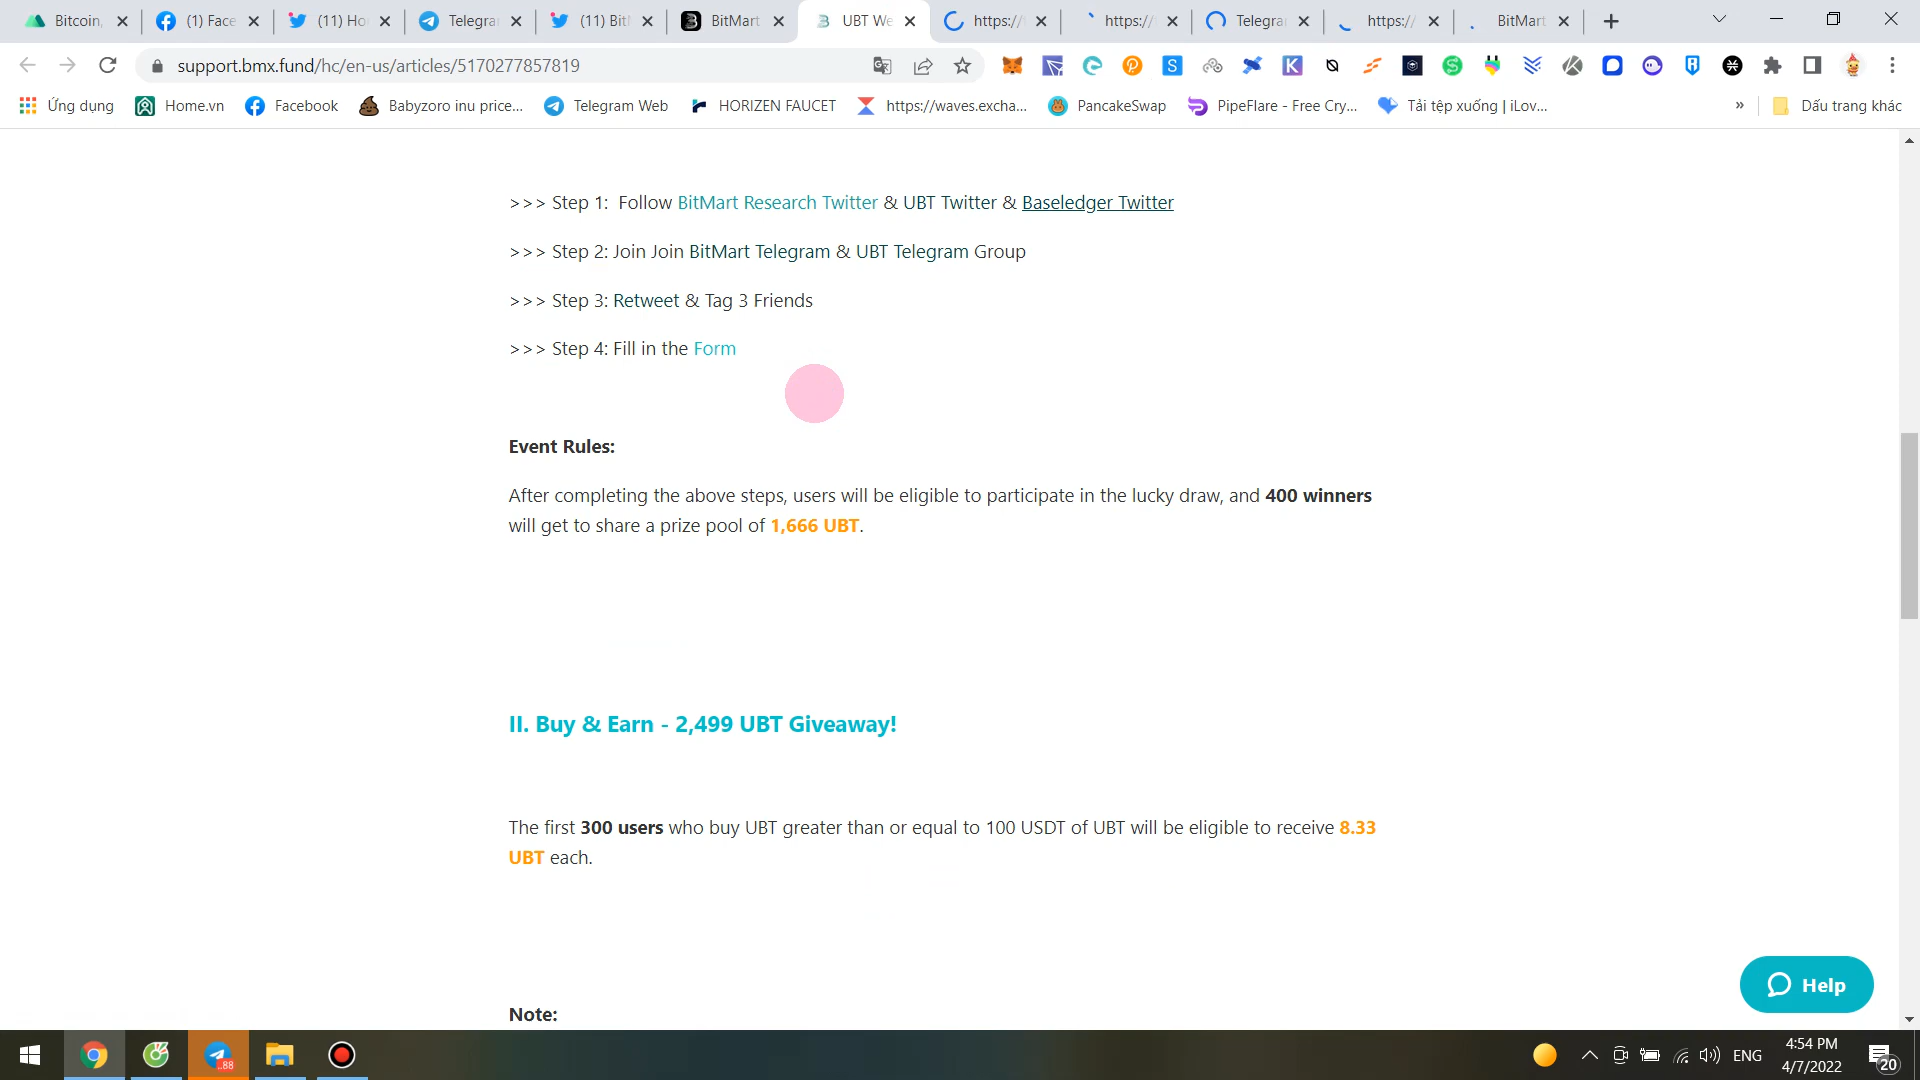 Bitcoin,
(1) Face
(11) Ho
Telegra
(11) Bit
BitMart
UBT We
https://
https://
Telegra
https://
BitMart
support.bmx.fund/hc/en-us/articles/5170277857819
Ứng dụng
Home.vn
Facebook
Babyzoro inu price...
Telegram Web
HORIZEN FAUCET
https://waves.excha...
PancakeSwap
PipeFlare - Free Cry...
Tải tệp xuống | iLov...
»
Dấu trang khác
>>> Step 1:  Follow BitMart Research Twitter & UBT Twitter & Baseledger Twitter
>>> Step 2: Join Join BitMart Telegram & UBT Telegram Group
>>> Step 3: Retweet & Tag 3 Friends
>>> Step 4: Fill in the Form
Event Rules:
After completing the above steps, users will be eligible to participate in the lucky draw, and 400 winners
will get to share a prize pool of 1,666 UBT.
II. Buy & Earn - 2,499 UBT Giveaway!
The first 300 users who buy UBT greater than or equal to 100 USDT of UBT will be eligible to receive 8.33
UBT each.
Note:
Help
..88
ENG
4:54 PM
4/7/2022
20